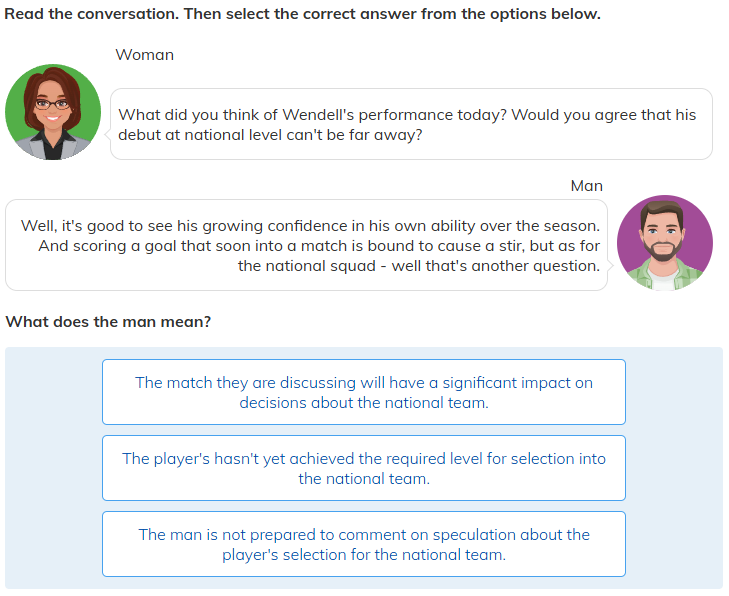 Read the conversation. Then select the correct answer from the options below.
Woman
What did you think of Wendell's performance today? Would you agree that his
debut at national level can't be far away?
Man
Well, it's good to see his growing confidence in his own ability over the season.
And scoring a goal that soon into a match is bound to cause a stir, but as for
the national squad - well that's another question.
What does the man mean?
The match they are discussing will have a significant impact on
decisions about the national team.
The player's hasn't yet achieved the required level for selection into
the national team.
The man is not prepared to comment on speculation about the
player's selection for the national team.